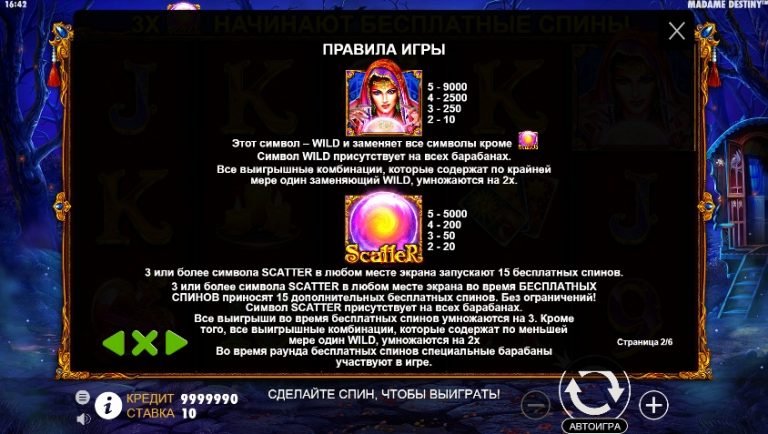 16:42
MADAME DESTINY™
3X НАЧИНАЮТ БЕСПЛАТНЫЕ СПИНЫ
ПРАВИЛА ИГРЫ
5 - 9000
4 - 2500
3 - 250
2 - 10
Этот символ – WILD и заменяет все символы кроме
Символ WILD присутствует на всех барабанах.
Все выигрышные комбинации, которые содержат по крайней
мере один заменяющий WILD, умножаются на 2x.
5 - 5000
4 - 200
3 - 50
2 - 20
Scatter
3 или более символа SCATTER в любом месте экрана запускают 15 бесплатных спинов.
3 или более символа SCATTER в любом месте экрана во время БЕСПЛАТНЫХ
СПИНОВ приносят 15 дополнительных бесплатных спинов. Без ограничений!
Символ SCATTER присутствует на всех барабанах.
Все выигрыши во время бесплатных спинов умножаются на 3. Кроме
того, все выигрышные комбинации, которые содержат по меньшей
мере один WILD, умножаются на 2x
Во время раунда бесплатных спинов специальные барабаны
участвуют в игре.
Страница 2/6
КРЕДИТ 9999990
СТАВКА 10
СДЕЛАЙТЕ СПИН, ЧТОБЫ ВЫИГРАТЬ!
АВТОИГРА